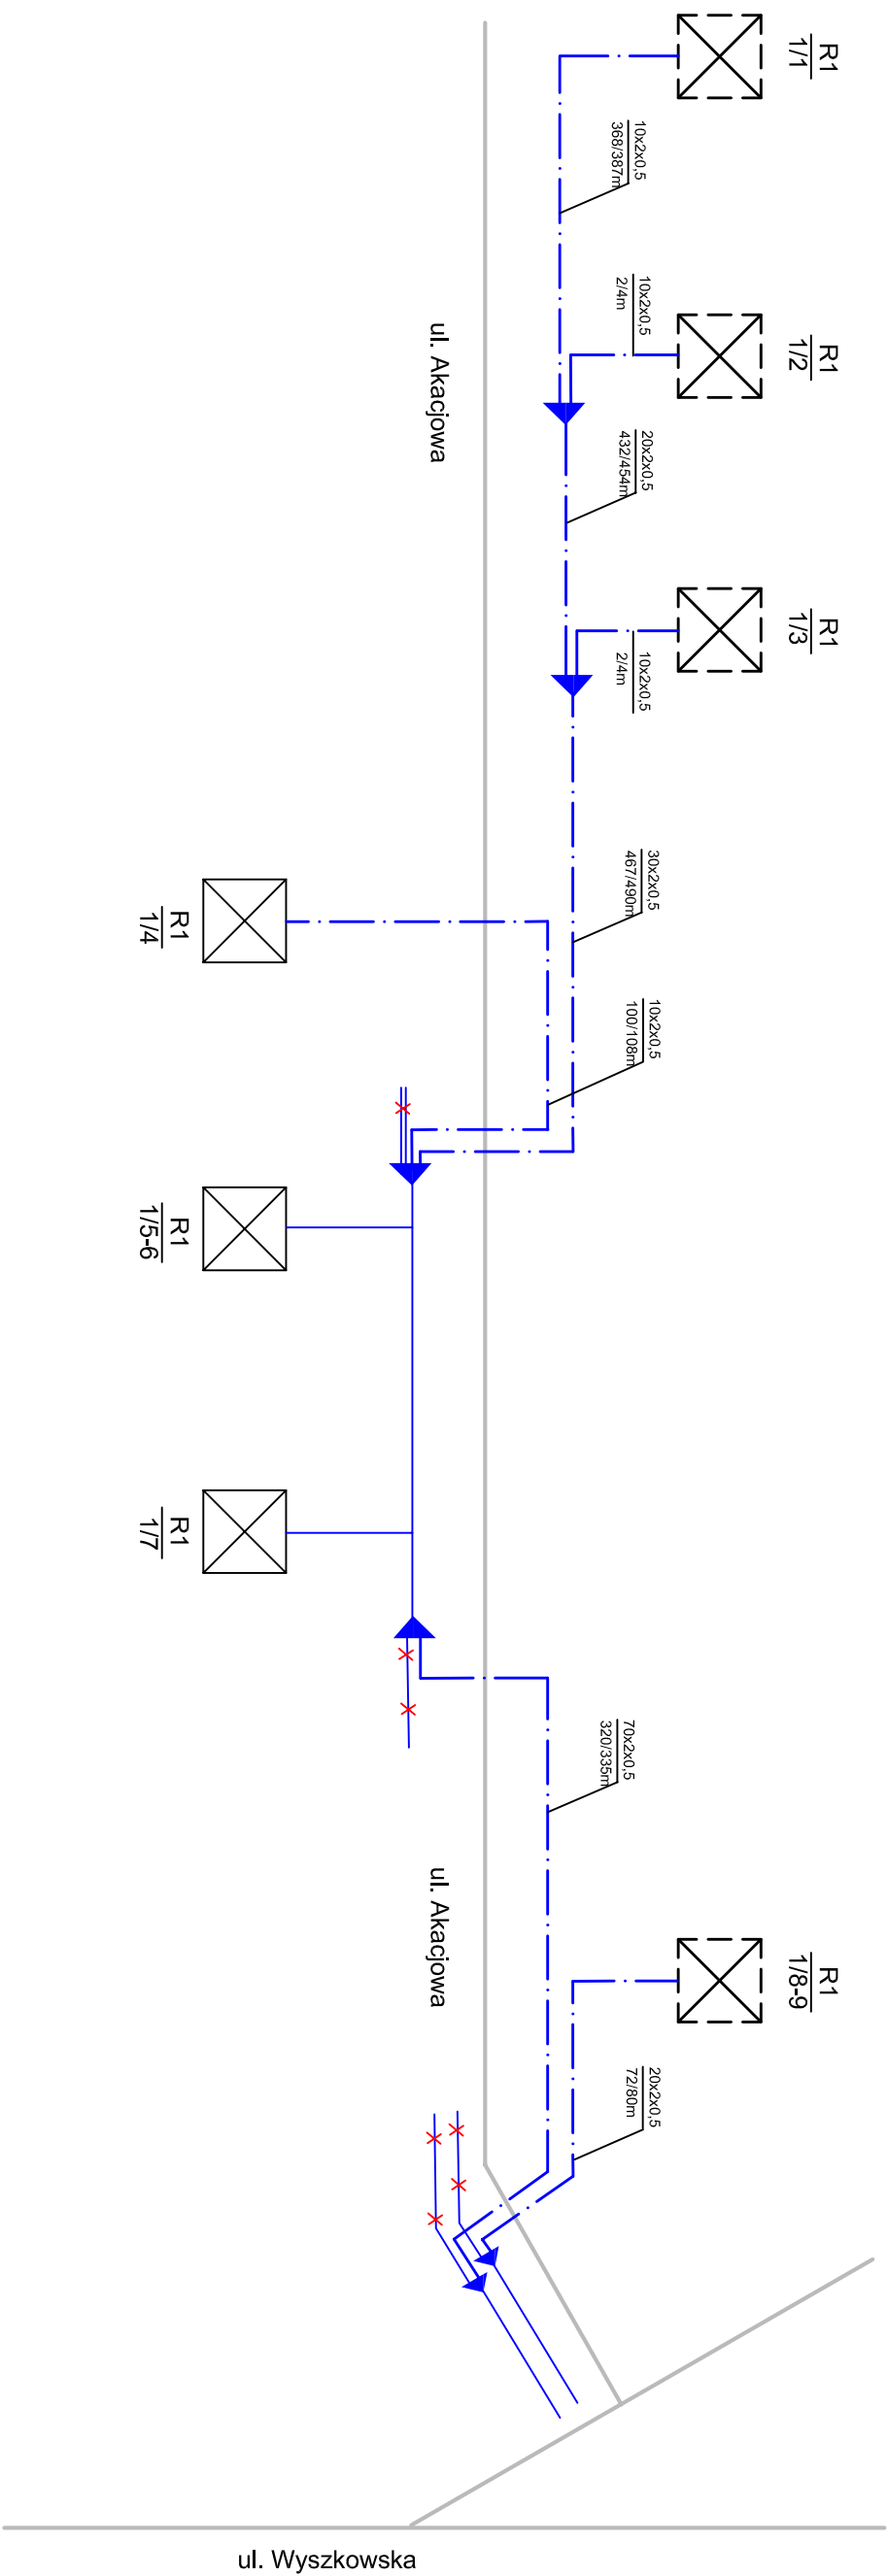 R1
1/1
10x2x0,5
368/387m
R1
1/2
10x2x0,5
2/4m
ul. Akacjowa
20x2x0,5
432/454m
R1
1/3
10x2x0,5
2/4m
30x2x0,5
467/490m
R1
1/4
10x2x0,5
100/108m
R1
1/5-6
R1
1/7
70x2x0,5
320/335m
ul. Akacjowa
R1
1/8-9
20x2x0,5
72/80m
ul. Wyszkowska